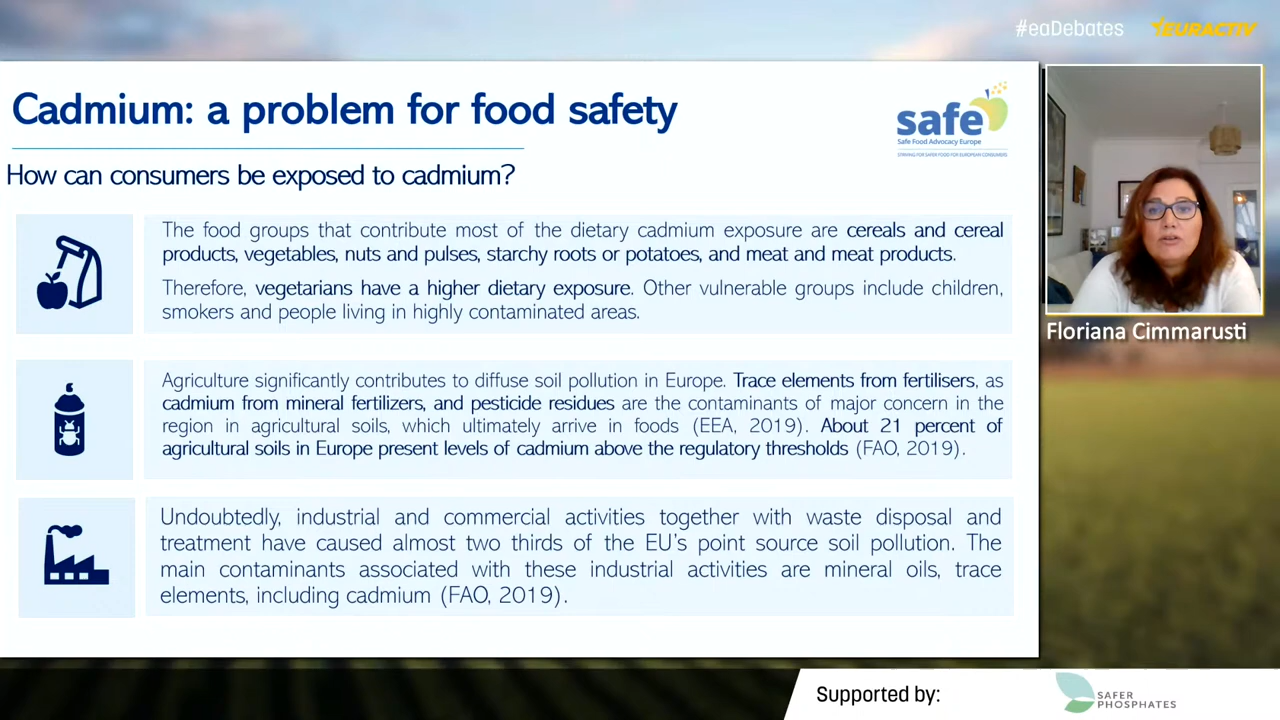 #eaDebates
EURACTIV
Cadmium: a problem for food safety
safe
Safe Food Advocacy Europe
STRIVING FOR SAFER FOOD FOR EUROPEAN CONSUMERS
How can consumers be exposed to cadmium?
The food groups that contribute most of the dietary cadmium exposure are cereals and cereal
products, vegetables, nuts and pulses, starchy roots or potatoes, and meat and meat products.
Therefore, vegetarians have a higher dietary exposure. Other vulnerable groups include children,
smokers and people living in highly contaminated areas.
Floriana Cimmarusti
Agriculture significantly contributes to diffuse soil pollution in Europe. Trace elements from fertilisers, as
cadmium from mineral fertilizers, and pesticide residues are the contaminants of major concern in the
region in agricultural soils, which ultimately arrive in foods (EEA, 2019). About 21 percent of
agricultural soils in Europe present levels of cadmium above the regulatory thresholds (FAO, 2019).
Undoubtedly, industrial and commercial activities together with waste disposal and
treatment have caused almost two thirds of the EU's point source soil pollution. The
main contaminants associated with these industrial activities are mineral oils, trace
elements, including cadmium (FAO, 2019).
Supported by:
SAFER
PHOSPHATES